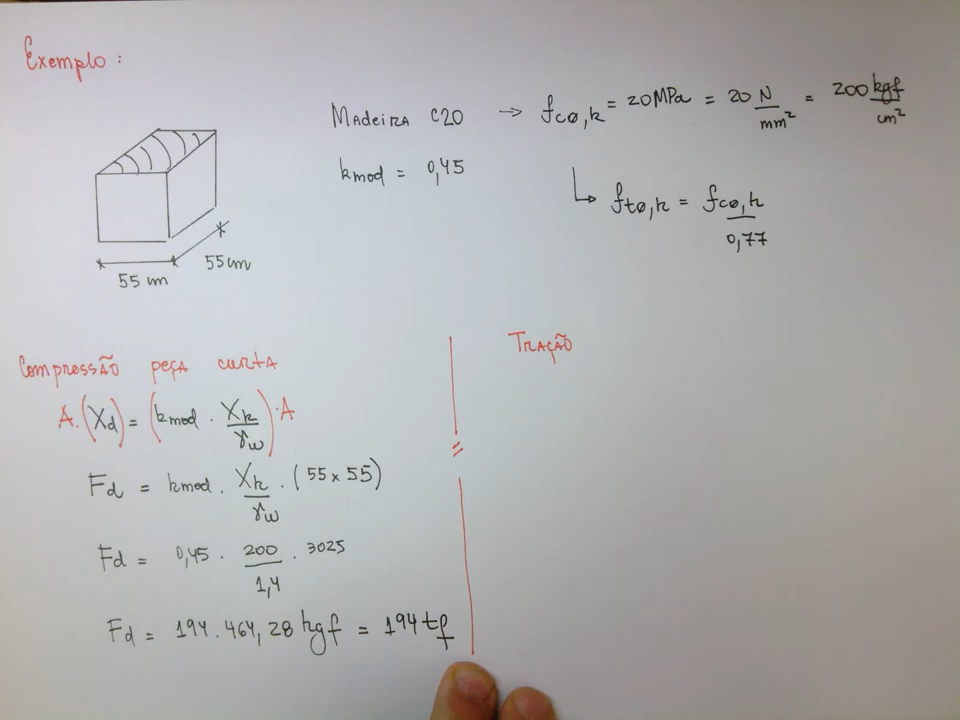 Exemplo:
Madeira C20 → fc0,k = 20MPa = 20 N/mm² = 200 kgf/cm²
kmod = 0,45
↳ ft0,k = fc0,k/0,77
55 cm
55 cm
Compressão peça curta
A.(Xd) = (kmod . Xk/γw).A
Fd = kmod . Xk/γw . (55 x 55)
Fd = 0,45 . 200/1,4 . 3025
Fd = 194.464,28 kgf = 194 tf
Tração